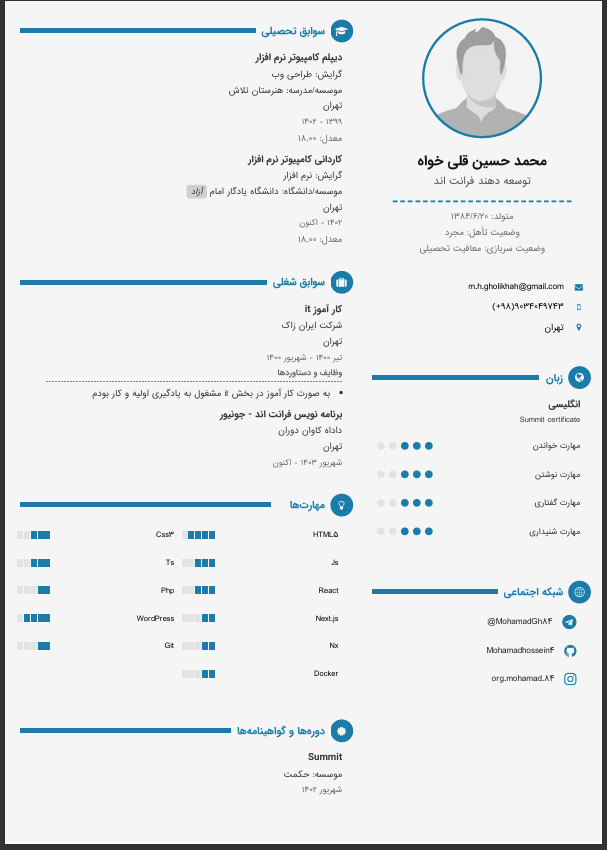 محمد حسین قلی خواه
توسعه دهند فرانت اند
متولد: ۱۳۸۴/۶/۲۰
وضعیت تأهل: مجرد
وضعیت سربازی: معافیت تحصیلی
m.h.gholikhah@gmail.com
(+۹۸)۹۰۳۴۰۴۹۷۴۳
تهران
زبان
انگلیسی
Summit certificate
مهارت خواندن
مهارت نوشتن
مهارت گفتاری
مهارت شنیداری
شبکه اجتماعی
@MohamadGh۸۴
Mohamadhossein۴
org.mohamad.۸۴
سوابق تحصیلی
دیپلم کامپیوتر نرم افزار
گرایش: طراحی وب
موسسه/مدرسه: هنرستان تلاش
تهران
۱۳۹۹ - ۱۴۰۲
معدل: ۱۸.۰۰
کاردانی کامپیوتر نرم افزار
گرایش: نرم افزار
موسسه/دانشگاه: دانشگاه یادگار امام آزاد
تهران
۱۴۰۲ - اکنون
معدل: ۱۸.۰۰
سوابق شغلی
کار آموز it
شرکت ایران زاک
تهران
تیر ۱۴۰۰ - شهریور ۱۴۰۰
وظایف و دستاوردها
• به صورت کار آموز در بخش it مشغول به یادگیری اولیه و کار بودم
برنامه نویس فرانت اند - جونیور
داداه کاوان دوران
تهران
شهریور ۱۴۰۳ - اکنون
مهارت‌ها
HTML۵
Css۳
Js
Ts
React
Php
Next.js
WordPress
Nx
Git
Docker
دوره‌ها و گواهینامه‌ها
Summit
موسسه: حکمت
شهریور ۱۴۰۲